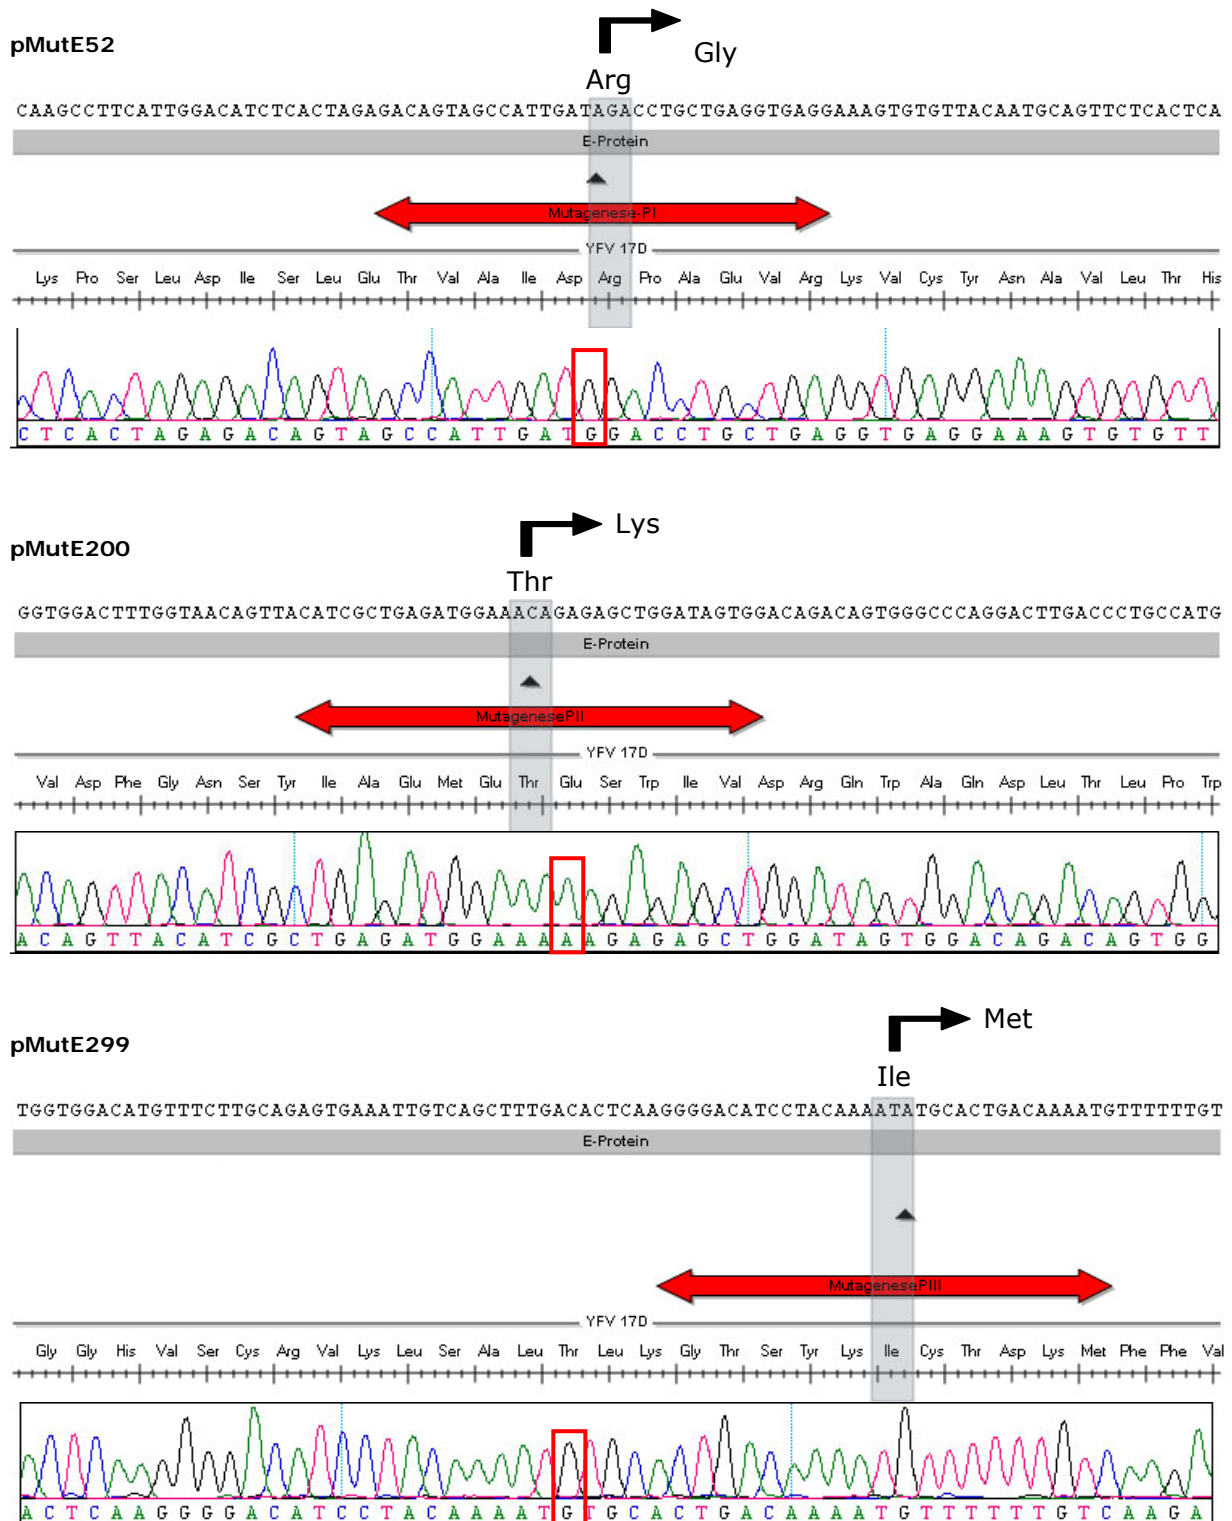 pMutE52
Gly
Arg
CAAGCCTTCATTGGACATCTCACTAGAGACAGTAGCCATTGATAGACCTGCTGAGGTGAGGAAAGTGTGTTACAATGCAGTTCTCACTCA
E-Protein
Mutagenese-PI
YFV 17D
Lys Pro Ser Leu Asp Ile Ser Leu Glu Thr Val Ala Ile Asp Arg Pro Ala Glu Val Arg Lys Val Cys Tyr Asn Ala Val Leu Thr His
CTCACTAGAGACAGTAGCCATTGATGGACCTGCTGAGGTGAGGAAAGTGTGTT
pMutE200
Lys
Thr
GGTGGACTTTGGTAACAGTTACATCGCTGAGATGGAAACAGAGAGCTGGATAGTGGACAGACAGTGGGCCCAGGACTTGACCCTGCCATG
E-Protein
MutagenesePII
YFV 17D
Val Asp Phe Gly Asn Ser Tyr Ile Ala Glu Met Glu Thr Glu Ser Trp Ile Val Asp Arg Gln Trp Ala Gln Asp Leu Thr Leu Pro Trp
ACAGTTACATCGCTGAGATGGAAAAAGAGAGCTGGATAGTGGACAGACAGTGG
pMutE299
Met
Ile
TGGTGGACATGTTTCTTGCAGAGTGAAATTGTCAGCTTTGACACTCAAGGGGACATCCTACAAAATATGCACTGACAAAATGTTTTTTGT
E-Protein
MutagenesePIII
YFV 17D
Gly Gly His Val Ser Cys Arg Val Lys Leu Ser Ala Leu Thr Leu Lys Gly Thr Ser Tyr Lys Ile Cys Thr Asp Lys Met Phe Phe Val
ACTCAAGGGGACATCCTACAAAATGTGCACTGACAAAATGTTTTTTGTCAAGA